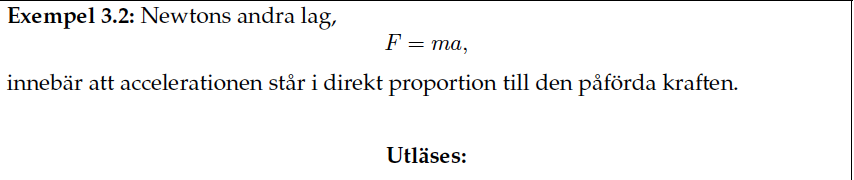 Exempel 3.2: Newtons andra lag,
F = ma,
innebär att accelerationen står i direkt proportion till den påförda kraften.
Utläses: